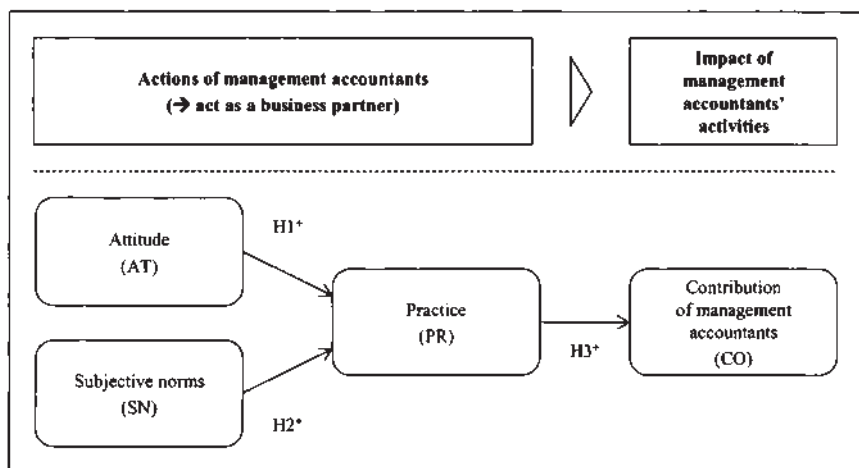 Actions of management accountants
(→ act as a business partner)
Impact of
management
accountants'
activities
Attitude
(AT)
H1⁺
Practice
(PR)
Contribution
of management
accountants
(CO)
H3⁺
Subjective norms
(SN)
H2⁺